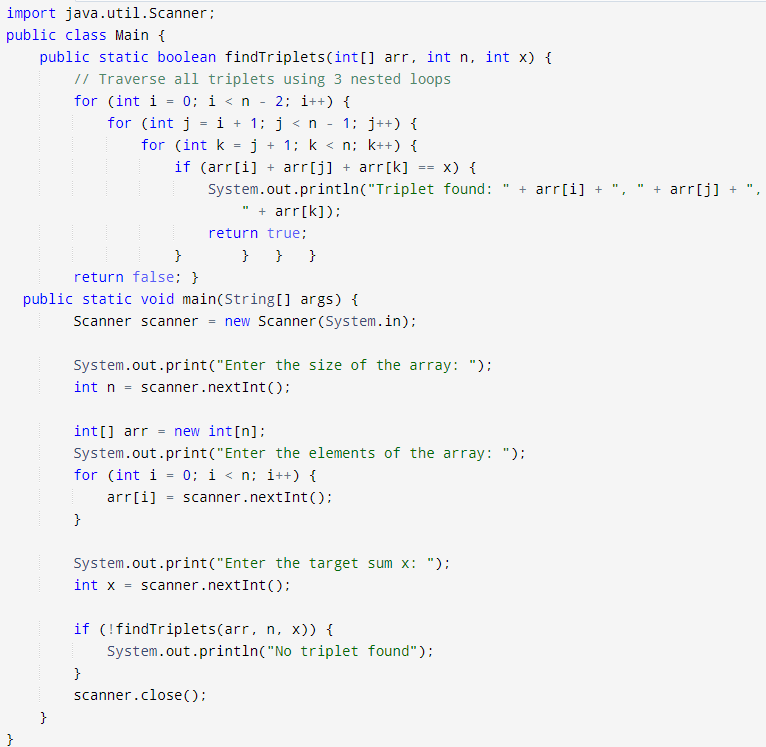 import java.util.Scanner;
public class Main {
    public static boolean findTriplets(int[] arr, int n, int x) {
        // Traverse all triplets using 3 nested loops
        for (int i = 0; i < n - 2; i++) {
            for (int j = i + 1; j < n - 1; j++) {
                for (int k = j + 1; k < n; k++) {
                    if (arr[i] + arr[j] + arr[k] == x) {
                        System.out.println("Triplet found: " + arr[i] + ", " + arr[j] + ",
                            " + arr[k]);
                        return true;
                    }       }   }   }
        return false; }
  public static void main(String[] args) {
        Scanner scanner = new Scanner(System.in);

        System.out.print("Enter the size of the array: ");
        int n = scanner.nextInt();

        int[] arr = new int[n];
        System.out.print("Enter the elements of the array: ");
        for (int i = 0; i < n; i++) {
            arr[i] = scanner.nextInt();
        }

        System.out.print("Enter the target sum x: ");
        int x = scanner.nextInt();

        if (!findTriplets(arr, n, x)) {
            System.out.println("No triplet found");
        }
        scanner.close();
    }
}